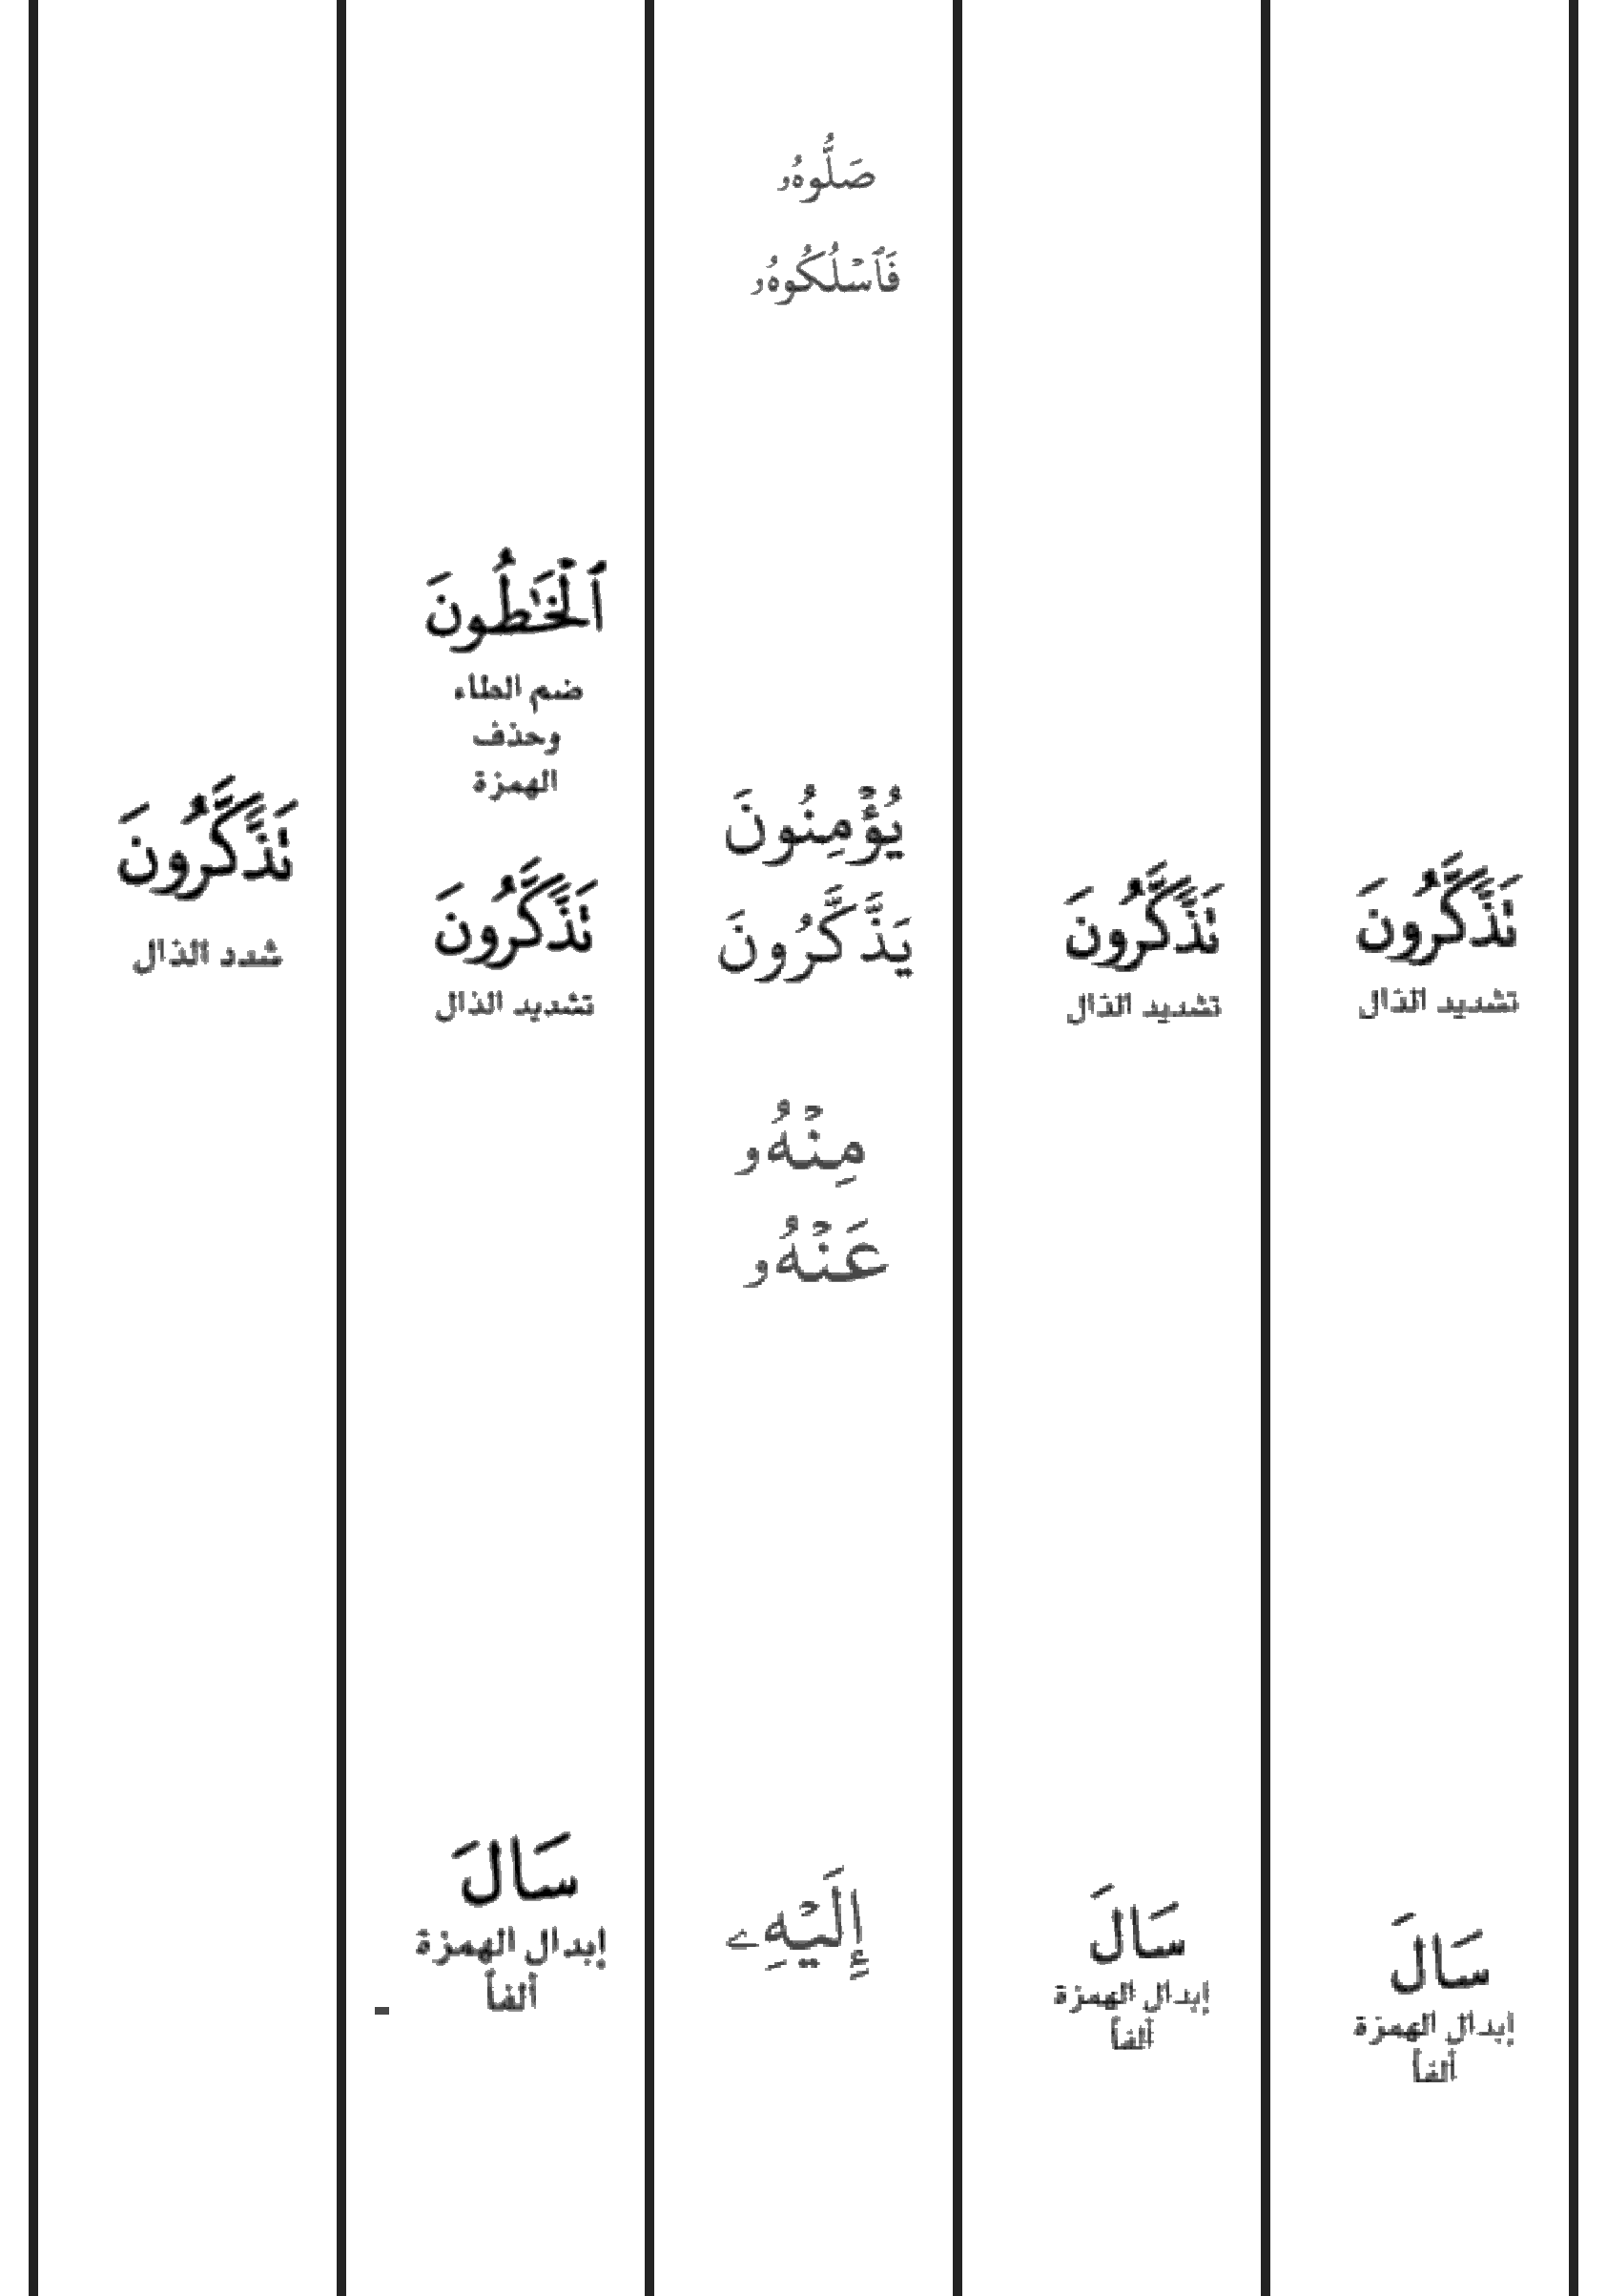 تَذَّكَّرُونَ
تشديد الذال
سَالَ
إبدال الهمزة
ألفاً
تَذَّكَّرُونَ
تشديد الذال
سَالَ
إبدال الهمزة
ألفاً
صَلُّوهُۥ
فَٱسۡلُكُوهُۥ
يُؤۡمِنُونَ
يَذَّكَّرُونَ
مِنۡهُۥ
عَنۡهُۥ
إِلَيۡهِۦ
ٱلۡخَٰطُونَ
ضم الطاء
وحذف
الهمزة
تَذَّكَّرُونَ
تشديد الذال
سَالَ
إبدال الهمزة
ألفاً
تَذَّكَّرُونَ
شدد الذال